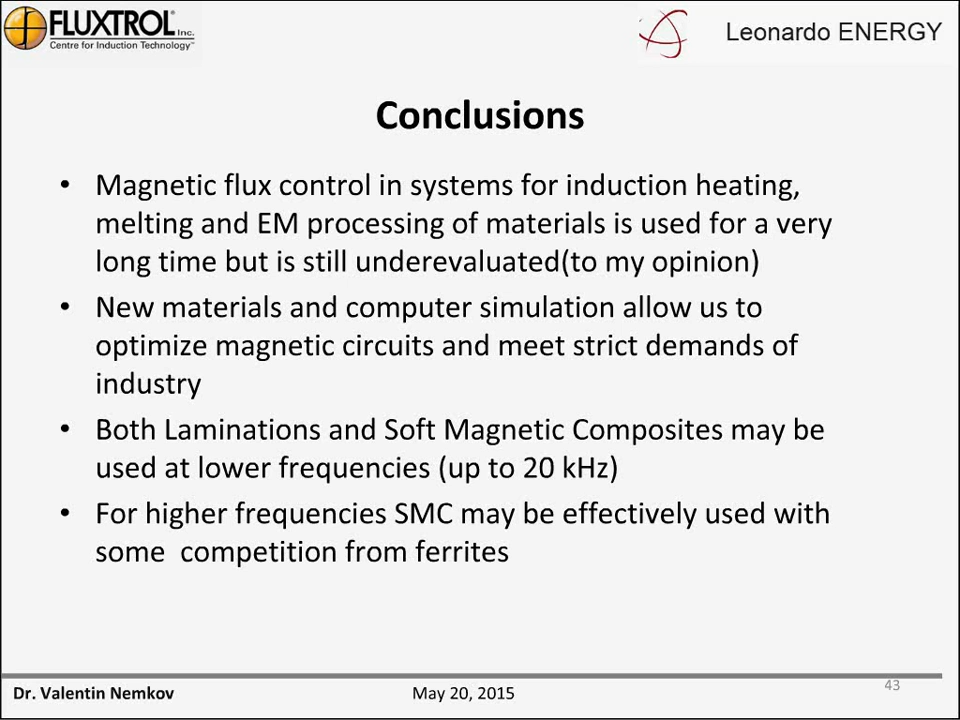 FLUXTROL® Inc.
Centre for Induction Technology™
Leonardo ENERGY
Conclusions
• Magnetic flux control in systems for induction heating,
melting and EM processing of materials is used for a very
long time but is still underevaluated(to my opinion)
• New materials and computer simulation allow us to
optimize magnetic circuits and meet strict demands of
industry
• Both Laminations and Soft Magnetic Composites may be
used at lower frequencies (up to 20 kHz)
• For higher frequencies SMC may be effectively used with
some  competition from ferrites
Dr. Valentin Nemkov
May 20, 2015
43